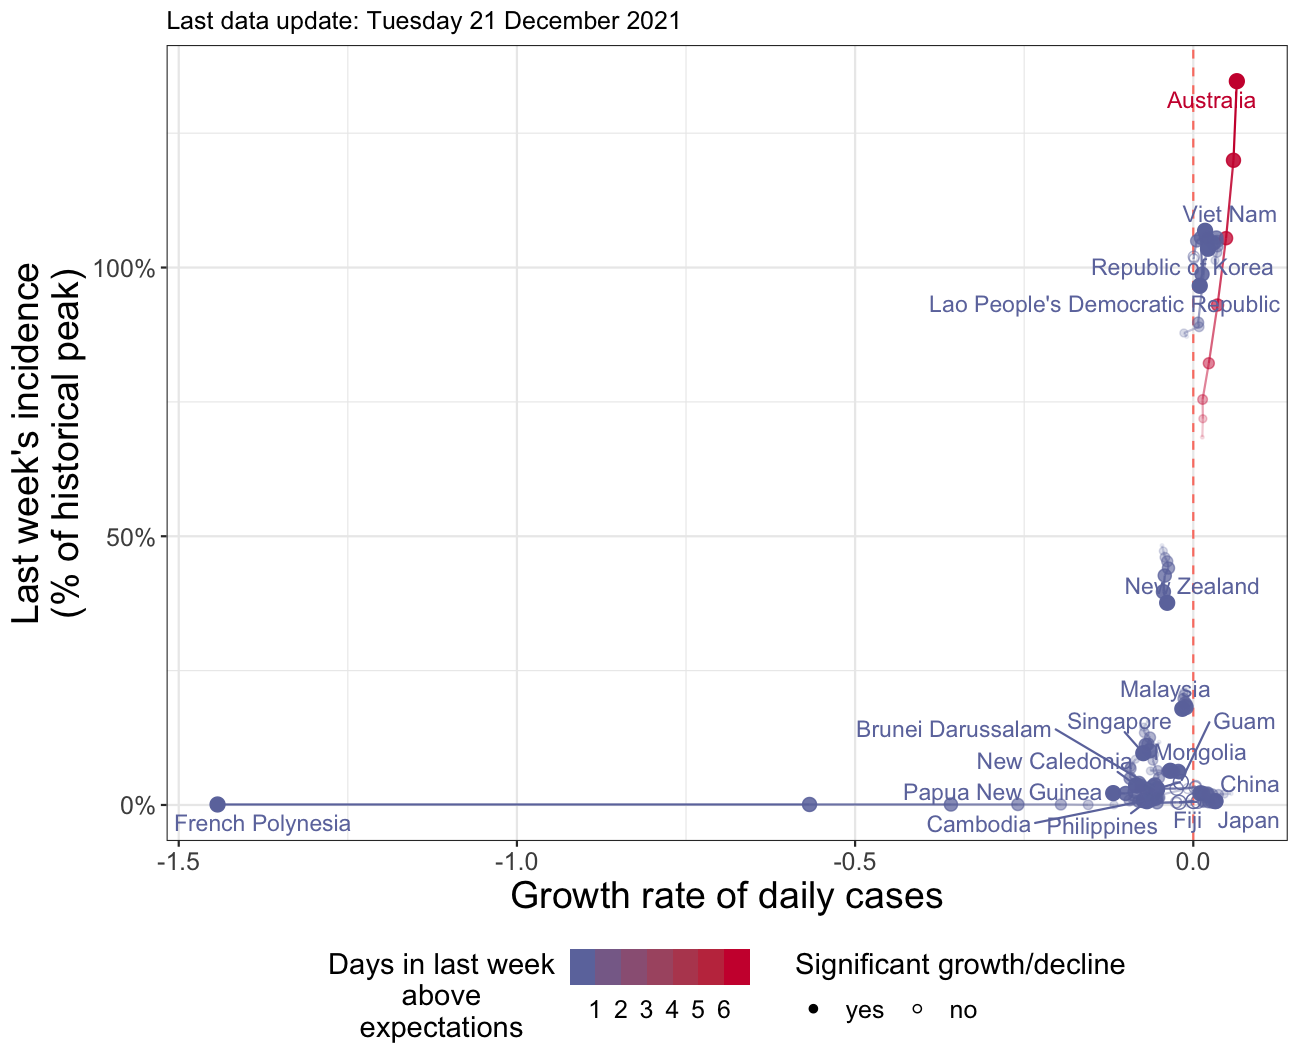 Last data update: Tuesday 21 December 2021
Last week's incidence
(% of historical peak)
100%
50%
0%
Australia
Viet Nam
Republic of Korea
Lao People's Democratic Republic
New Zealand
Malaysia
Brunei Darussalam
Singapore
Guam
New Caledonia
Mongolia
Papua New Guinea
China
French Polynesia
Cambodia
Philippines
Fiji
Japan
-1.5
-1.0
-0.5
0.0
Growth rate of daily cases
Days in last week
above
expectations
1 2 3 4 5 6
Significant growth/decline
yes
no